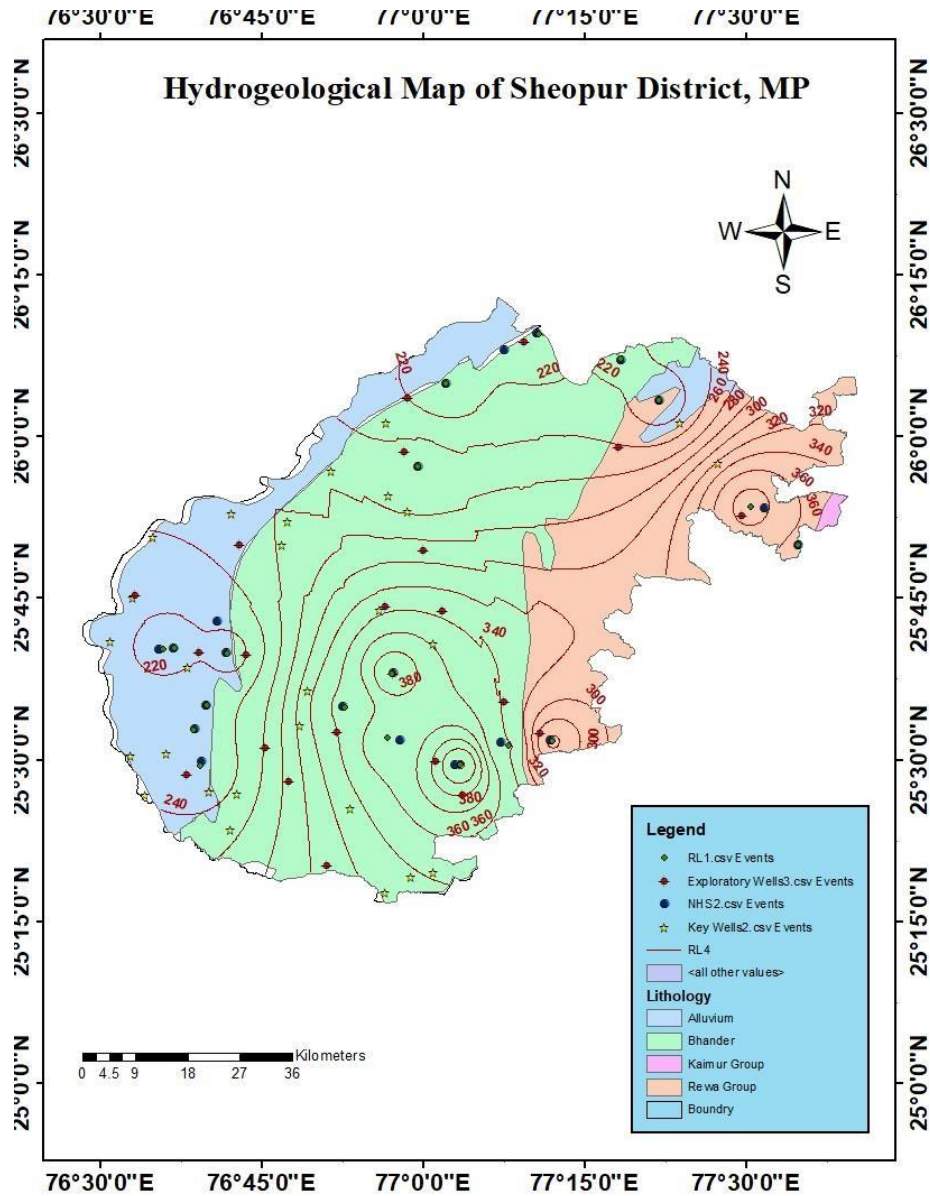 76°30'0"E 76°45'0"E 77°0'0"E 77°15'0"E 77°30'0"E
Hydrogeological Map of Sheopur District, MP
26°30'0"N 26°30'0"N
N
W E
S
26°15'0"N 26°15'0"N
220
220
220
240
260
280
300
320
320
340
360
360
26°0'0"N 26°0'0"N
25°45'0"N 25°45'0"N
340
220
380
300
300
320
25°30'0"N 25°30'0"N
240
380
360
360
25°15'0"N 25°15'0"N
Legend
RL1.csv Events
Exploratory Wells3.csv Events
NHS2.csv Events
Key Wells2.csv Events
RL4
<all other values>
Lithology
Alluvium
Bhander
Kaimur Group
Rewa Group
Boundry
Kilometers
0 4.5 9 18 27 36
25°0'0"N 25°0'0"N
76°30'0"E 76°45'0"E 77°0'0"E 77°15'0"E 77°30'0"E